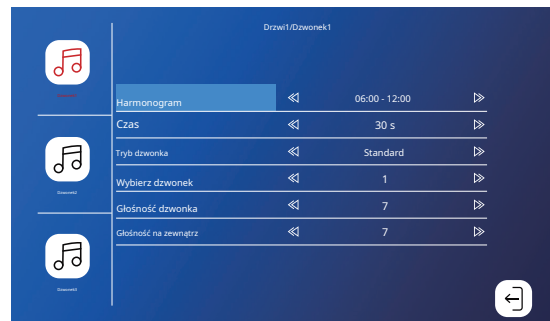 Drzwi1/Dzwonek1
Dzwonek1
Harmonogram 06:00 - 12:00
Czas 30 s
Tryb dzwonka Standard
Dzwonek2
Wybierz dzwonek 1
Głośność dzwonka 7
Głośność na zewnątrz 7
Dzwonek3